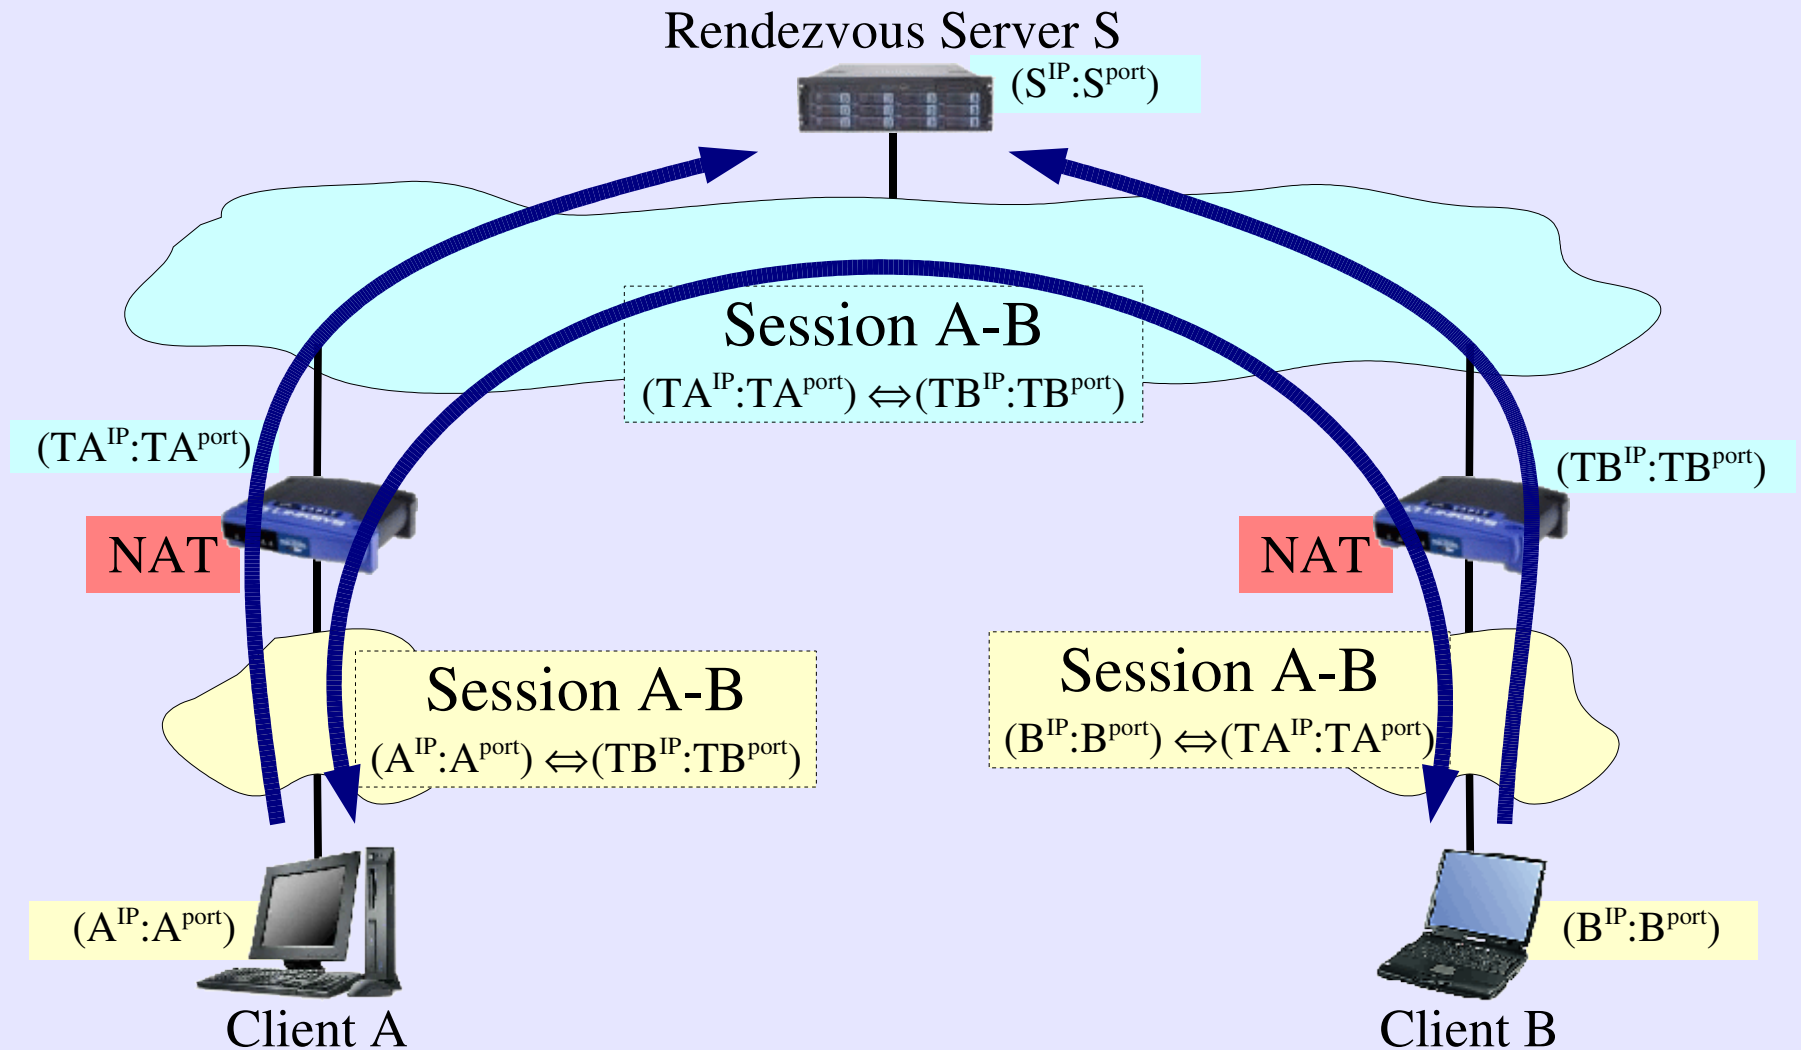 Rendezvous Server S
(S^IP:S^port)
Session A-B
(TA^IP:TA^port) ⇔(TB^IP:TB^port)
(TA^IP:TA^port)
(TB^IP:TB^port)
LINKSYS
LINKSYS
NAT
NAT
Session A-B
(A^IP:A^port) ⇔(TB^IP:TB^port)
Session A-B
(B^IP:B^port) ⇔(TA^IP:TA^port)
(A^IP:A^port)
(B^IP:B^port)
Client A
Client B